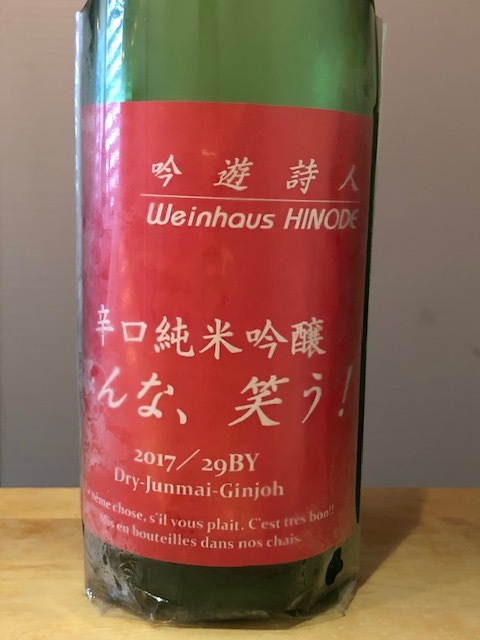 吟遊詩人
Weinhaus HINODE
辛口純米吟醸
んな、笑う!
2017/29BY
Dry-Junmai-Ginjoh
même chose, s'il vous plait. C'est très bon!!
en bouteilles dans nos chais.